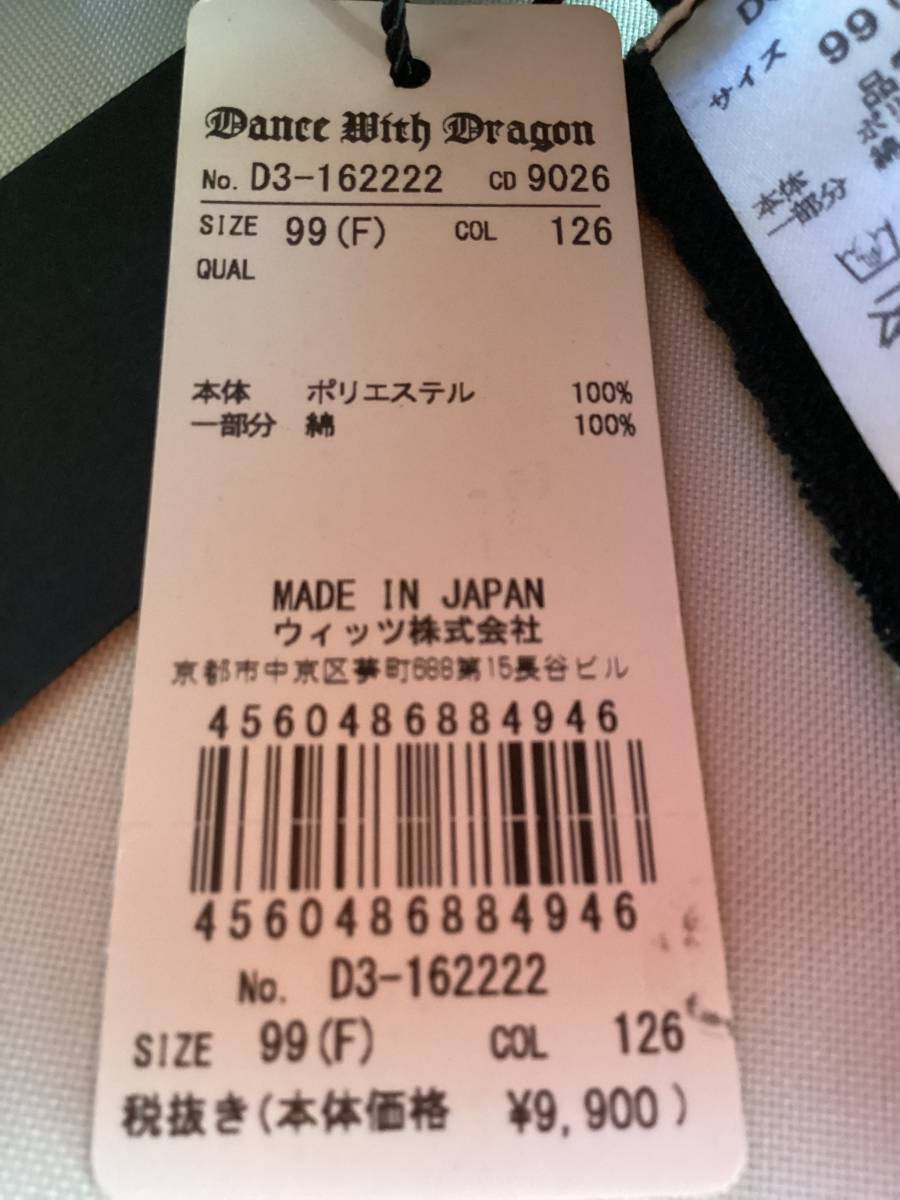 Dance With Dragon
No. D3-162222 CD 9026
SIZE 99(F) COL 126
QUAL
本体 ポリエステル 100%
一部分 綿 100%
MADE IN JAPAN
ウィッツ株式会社
京都市中京区夢町688第15長谷ビル
4560486884946
4560486884946
No. D3-162222
SIZE 99(F) COL 126
税抜き(本体価格 ¥9,900)
サイズ 99
品
本体
一部分